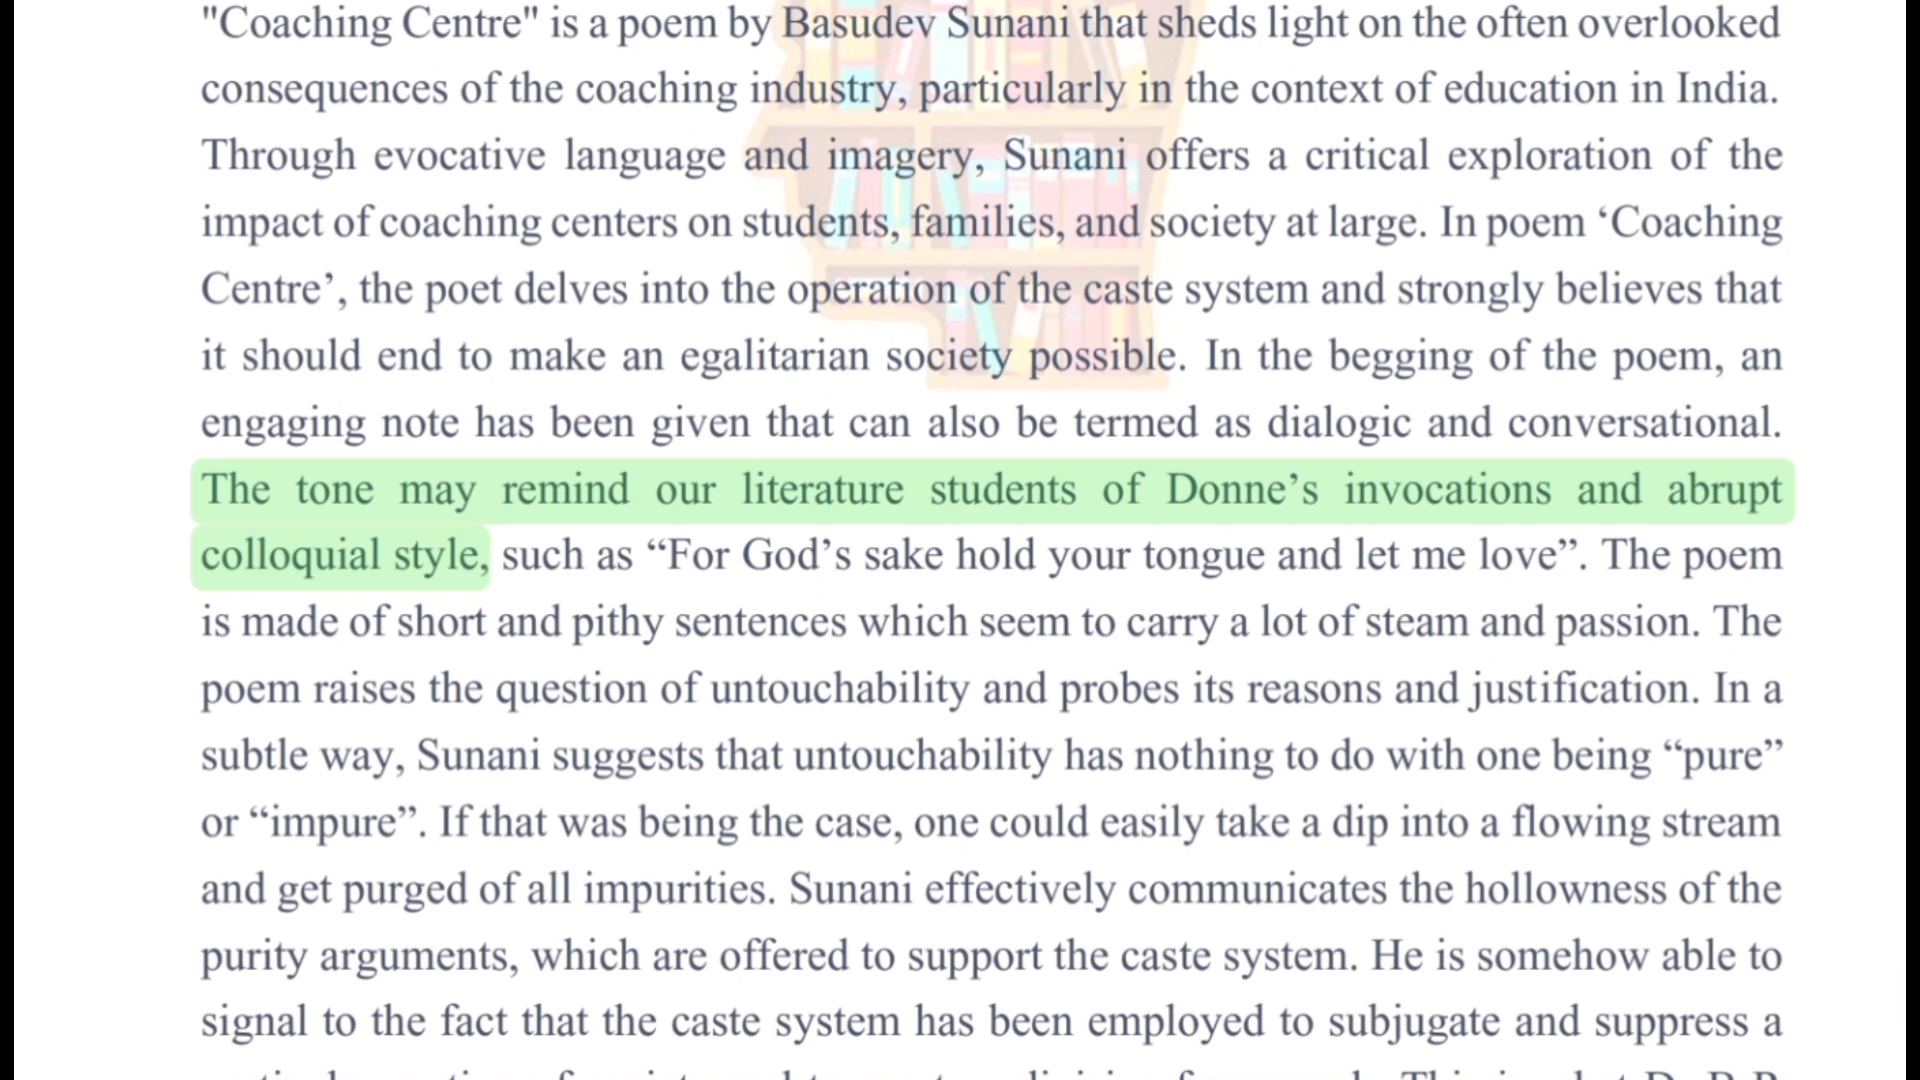 "Coaching Centre" is a poem by Basudev Sunani that sheds light on the often overlooked
consequences of the coaching industry, particularly in the context of education in India.
Through evocative language and imagery, Sunani offers a critical exploration of the
impact of coaching centers on students, families, and society at large. In poem ‘Coaching
Centre’, the poet delves into the operation of the caste system and strongly believes that
it should end to make an egalitarian society possible. In the begging of the poem, an
engaging note has been given that can also be termed as dialogic and conversational.
The tone may remind our literature students of Donne’s invocations and abrupt
colloquial style, such as “For God’s sake hold your tongue and let me love”. The poem
is made of short and pithy sentences which seem to carry a lot of steam and passion. The
poem raises the question of untouchability and probes its reasons and justification. In a
subtle way, Sunani suggests that untouchability has nothing to do with one being “pure”
or “impure”. If that was being the case, one could easily take a dip into a flowing stream
and get purged of all impurities. Sunani effectively communicates the hollowness of the
purity arguments, which are offered to support the caste system. He is somehow able to
signal to the fact that the caste system has been employed to subjugate and suppress a